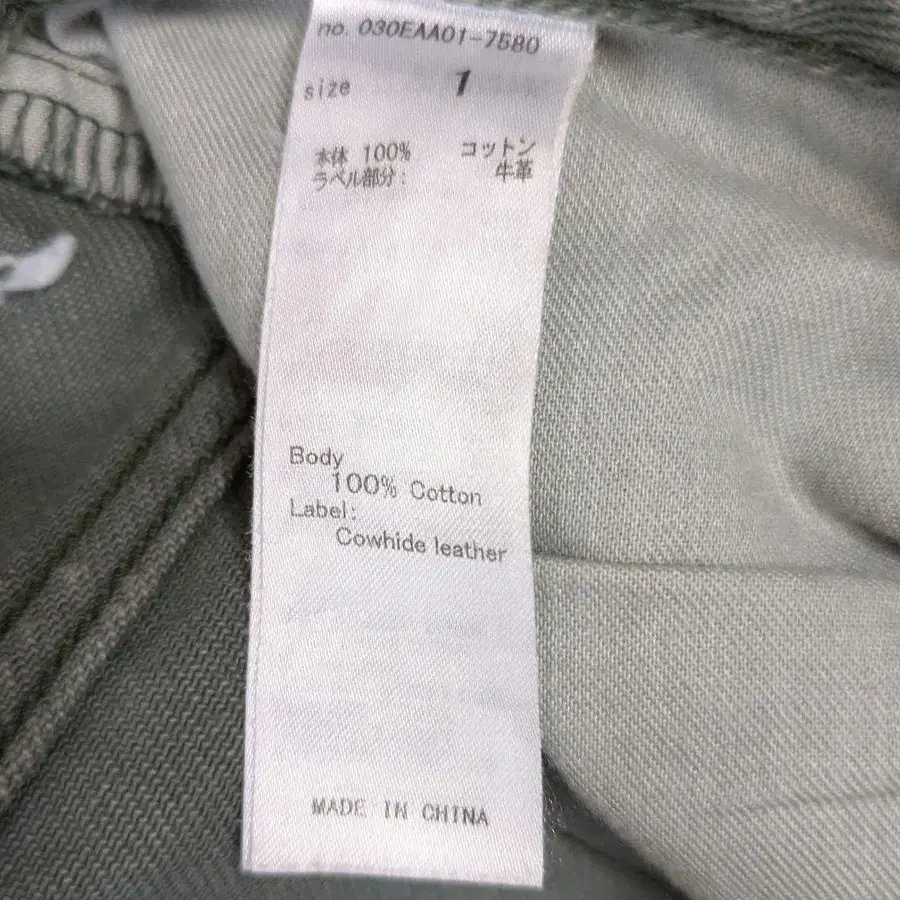 no. 030EAA01-7580
size 1
本体 100% コットン
ラベル部分: 牛革
Body
100% Cotton
Label:
Cowhide leather
MADE IN CHINA